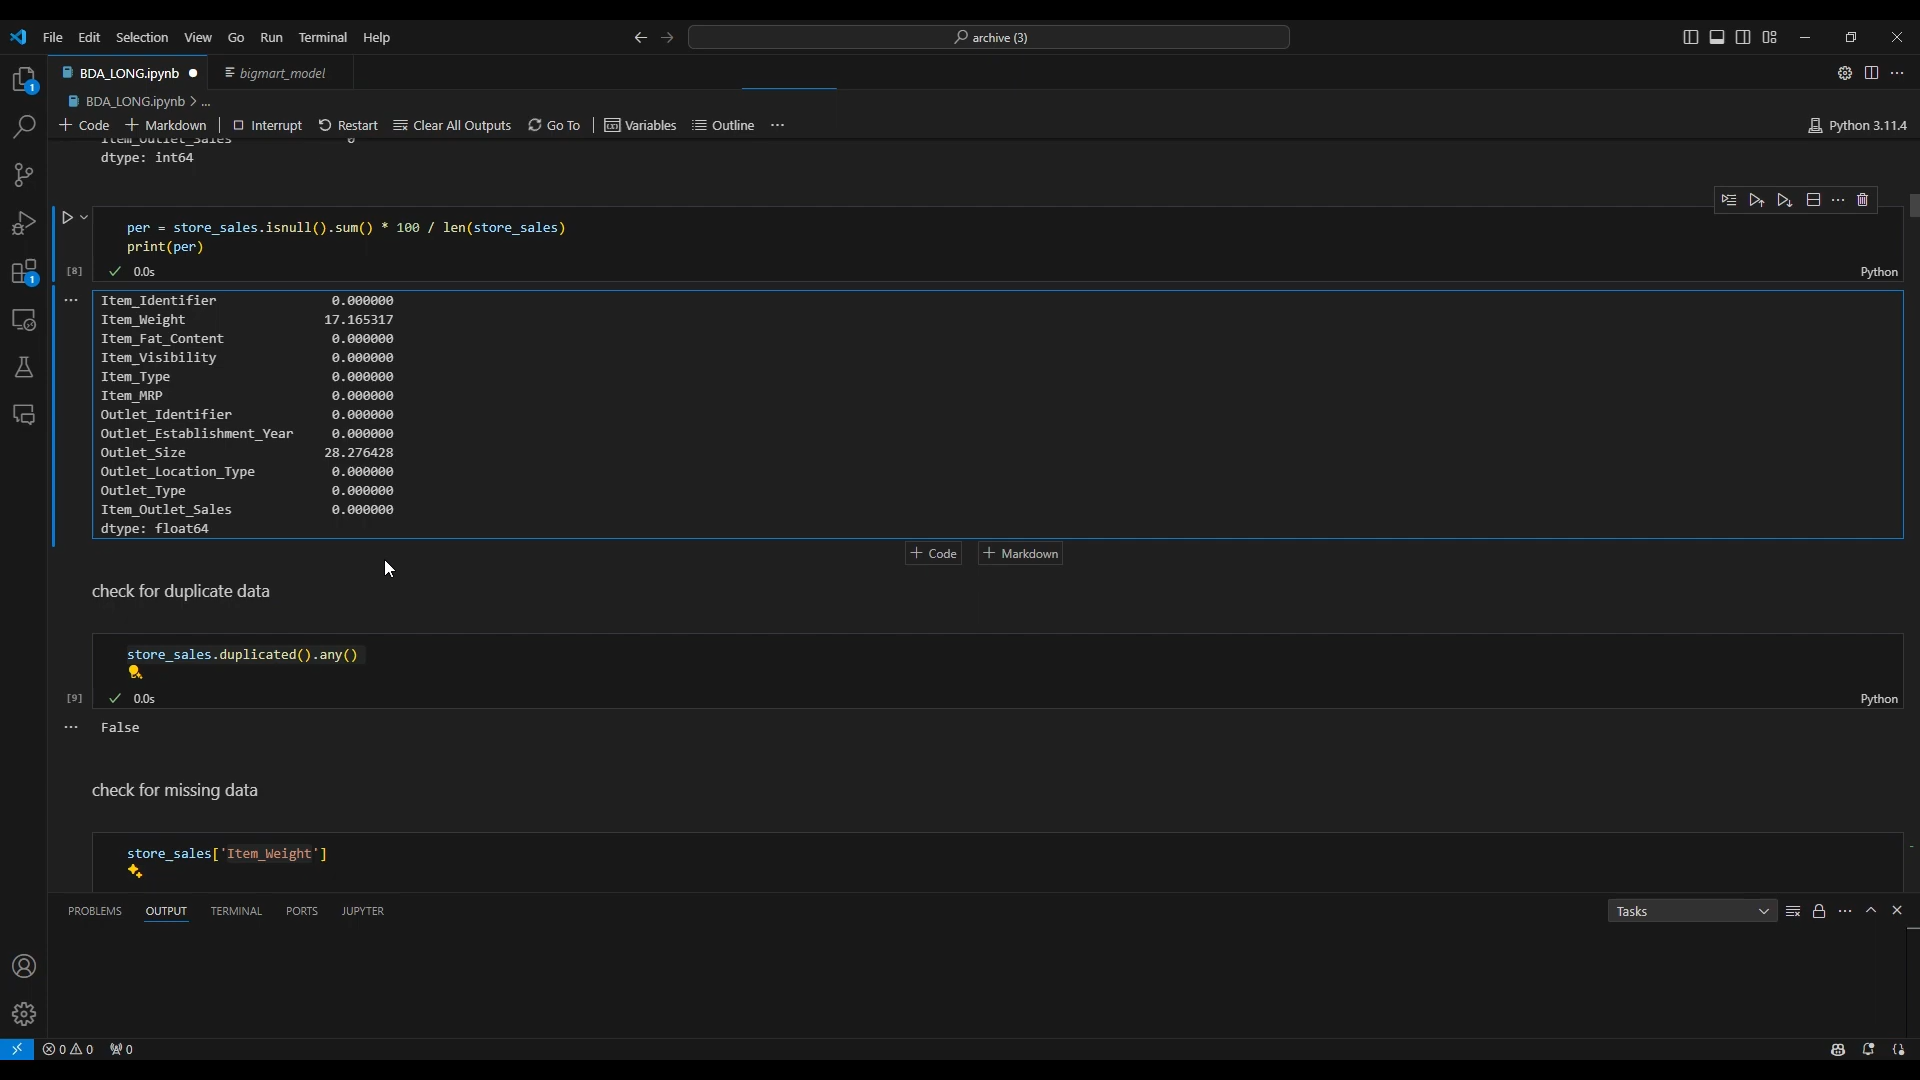 File Edit Selection View Go Run Terminal Help
archive (3)
BDA_LONG.ipynb
bigmart_model
BDA_LONG.ipynb > ...
+ Code + Markdown Interrupt Restart Clear All Outputs Go To Variables Outline ...
Python 3.11.4
Item_Outlet_Sales 0
dtype: int64
per = store_sales.isnull().sum() * 100 / len(store_sales)
print(per)
[8] 0.0s
Python
Item_Identifier 0.000000
Item_Weight 17.165317
Item_Fat_Content 0.000000
Item_Visibility 0.000000
Item_Type 0.000000
Item_MRP 0.000000
Outlet_Identifier 0.000000
Outlet_Establishment_Year 0.000000
Outlet_Size 28.276428
Outlet_Location_Type 0.000000
Outlet_Type 0.000000
Item_Outlet_Sales 0.000000
dtype: float64
+ Code + Markdown
check for duplicate data
store_sales.duplicated().any()
[9] 0.0s
Python
False
check for missing data
store_sales['Item_Weight']
PROBLEMS OUTPUT TERMINAL PORTS JUPYTER
Tasks
0 0 0
1
1